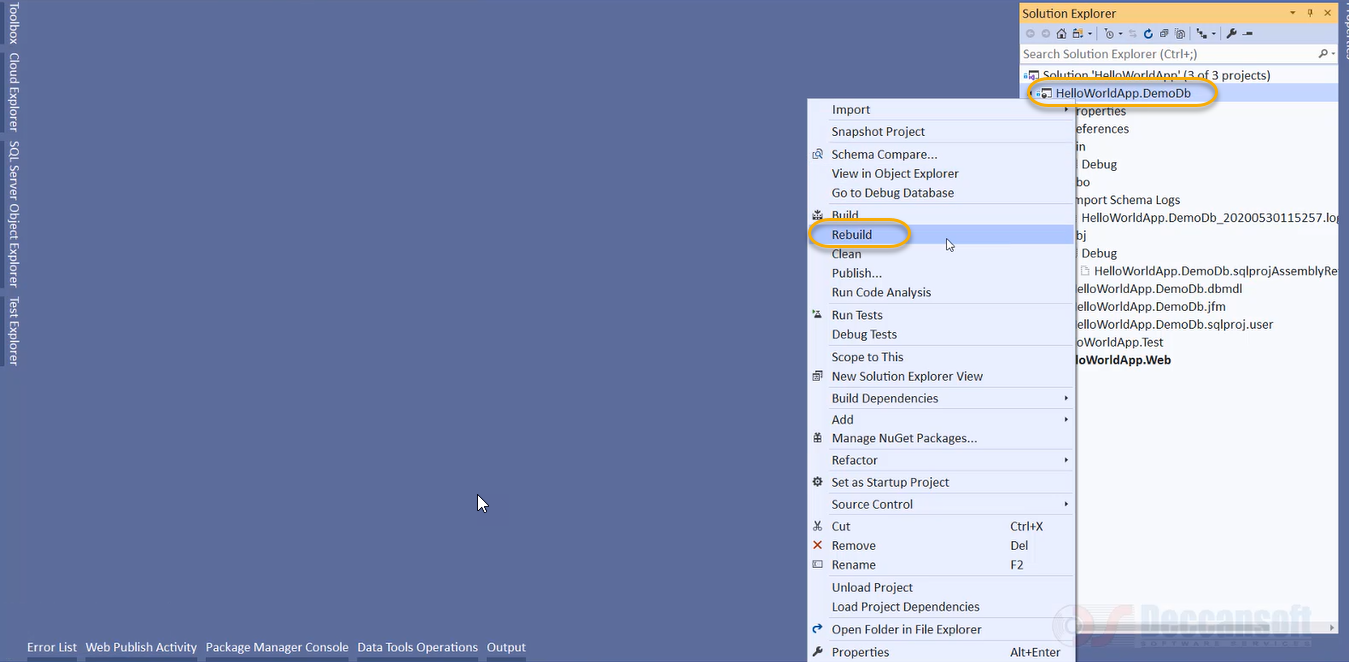 Toolbox
Cloud Explorer
SQL Server Object Explorer
Test Explorer
Solution Explorer
Search Solution Explorer (Ctrl+;)
Solution 'HelloWorldApp' (3 of 3 projects)
HelloWorldApp.DemoDb
roperties
eferences
in
Debug
bo
mport Schema Logs
HelloWorldApp.DemoDb_20200530115257.log
bj
Debug
HelloWorldApp.DemoDb.sqlprojAssemblyRe
elloWorldApp.DemoDb.dbmdl
elloWorldApp.DemoDb.jfm
elloWorldApp.DemoDb.sqlproj.user
oWorldApp.Test
loWorldApp.Web
Properties
Import
Snapshot Project
Schema Compare...
View in Object Explorer
Go to Debug Database
Build
Rebuild
Clean
Publish...
Run Code Analysis
Run Tests
Debug Tests
Scope to This
New Solution Explorer View
Build Dependencies
Add
Manage NuGet Packages...
Refactor
Set as Startup Project
Source Control
Cut Ctrl+X
Remove Del
Rename F2
Unload Project
Load Project Dependencies
Open Folder in File Explorer
Properties Alt+Enter
Deccansoft
SOFTWARE SERVICES
Error List Web Publish Activity Package Manager Console Data Tools Operations Output